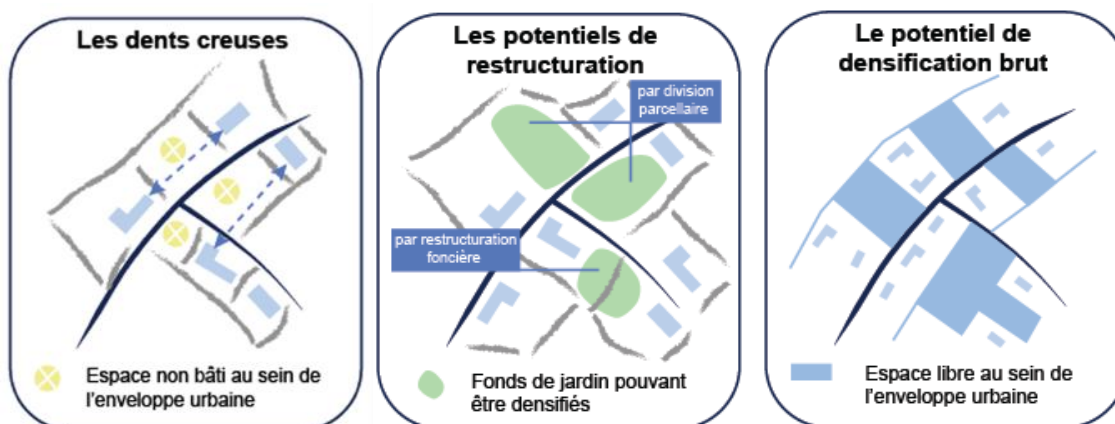 Les dents creuses
Espace non bâti au sein de
l'enveloppe urbaine
Les potentiels de
restructuration
par division
parcellaire
par restructuration
foncière
Fonds de jardin pouvant
être densifiés
Le potentiel de
densification brut
Espace libre au sein de
l'enveloppe urbaine